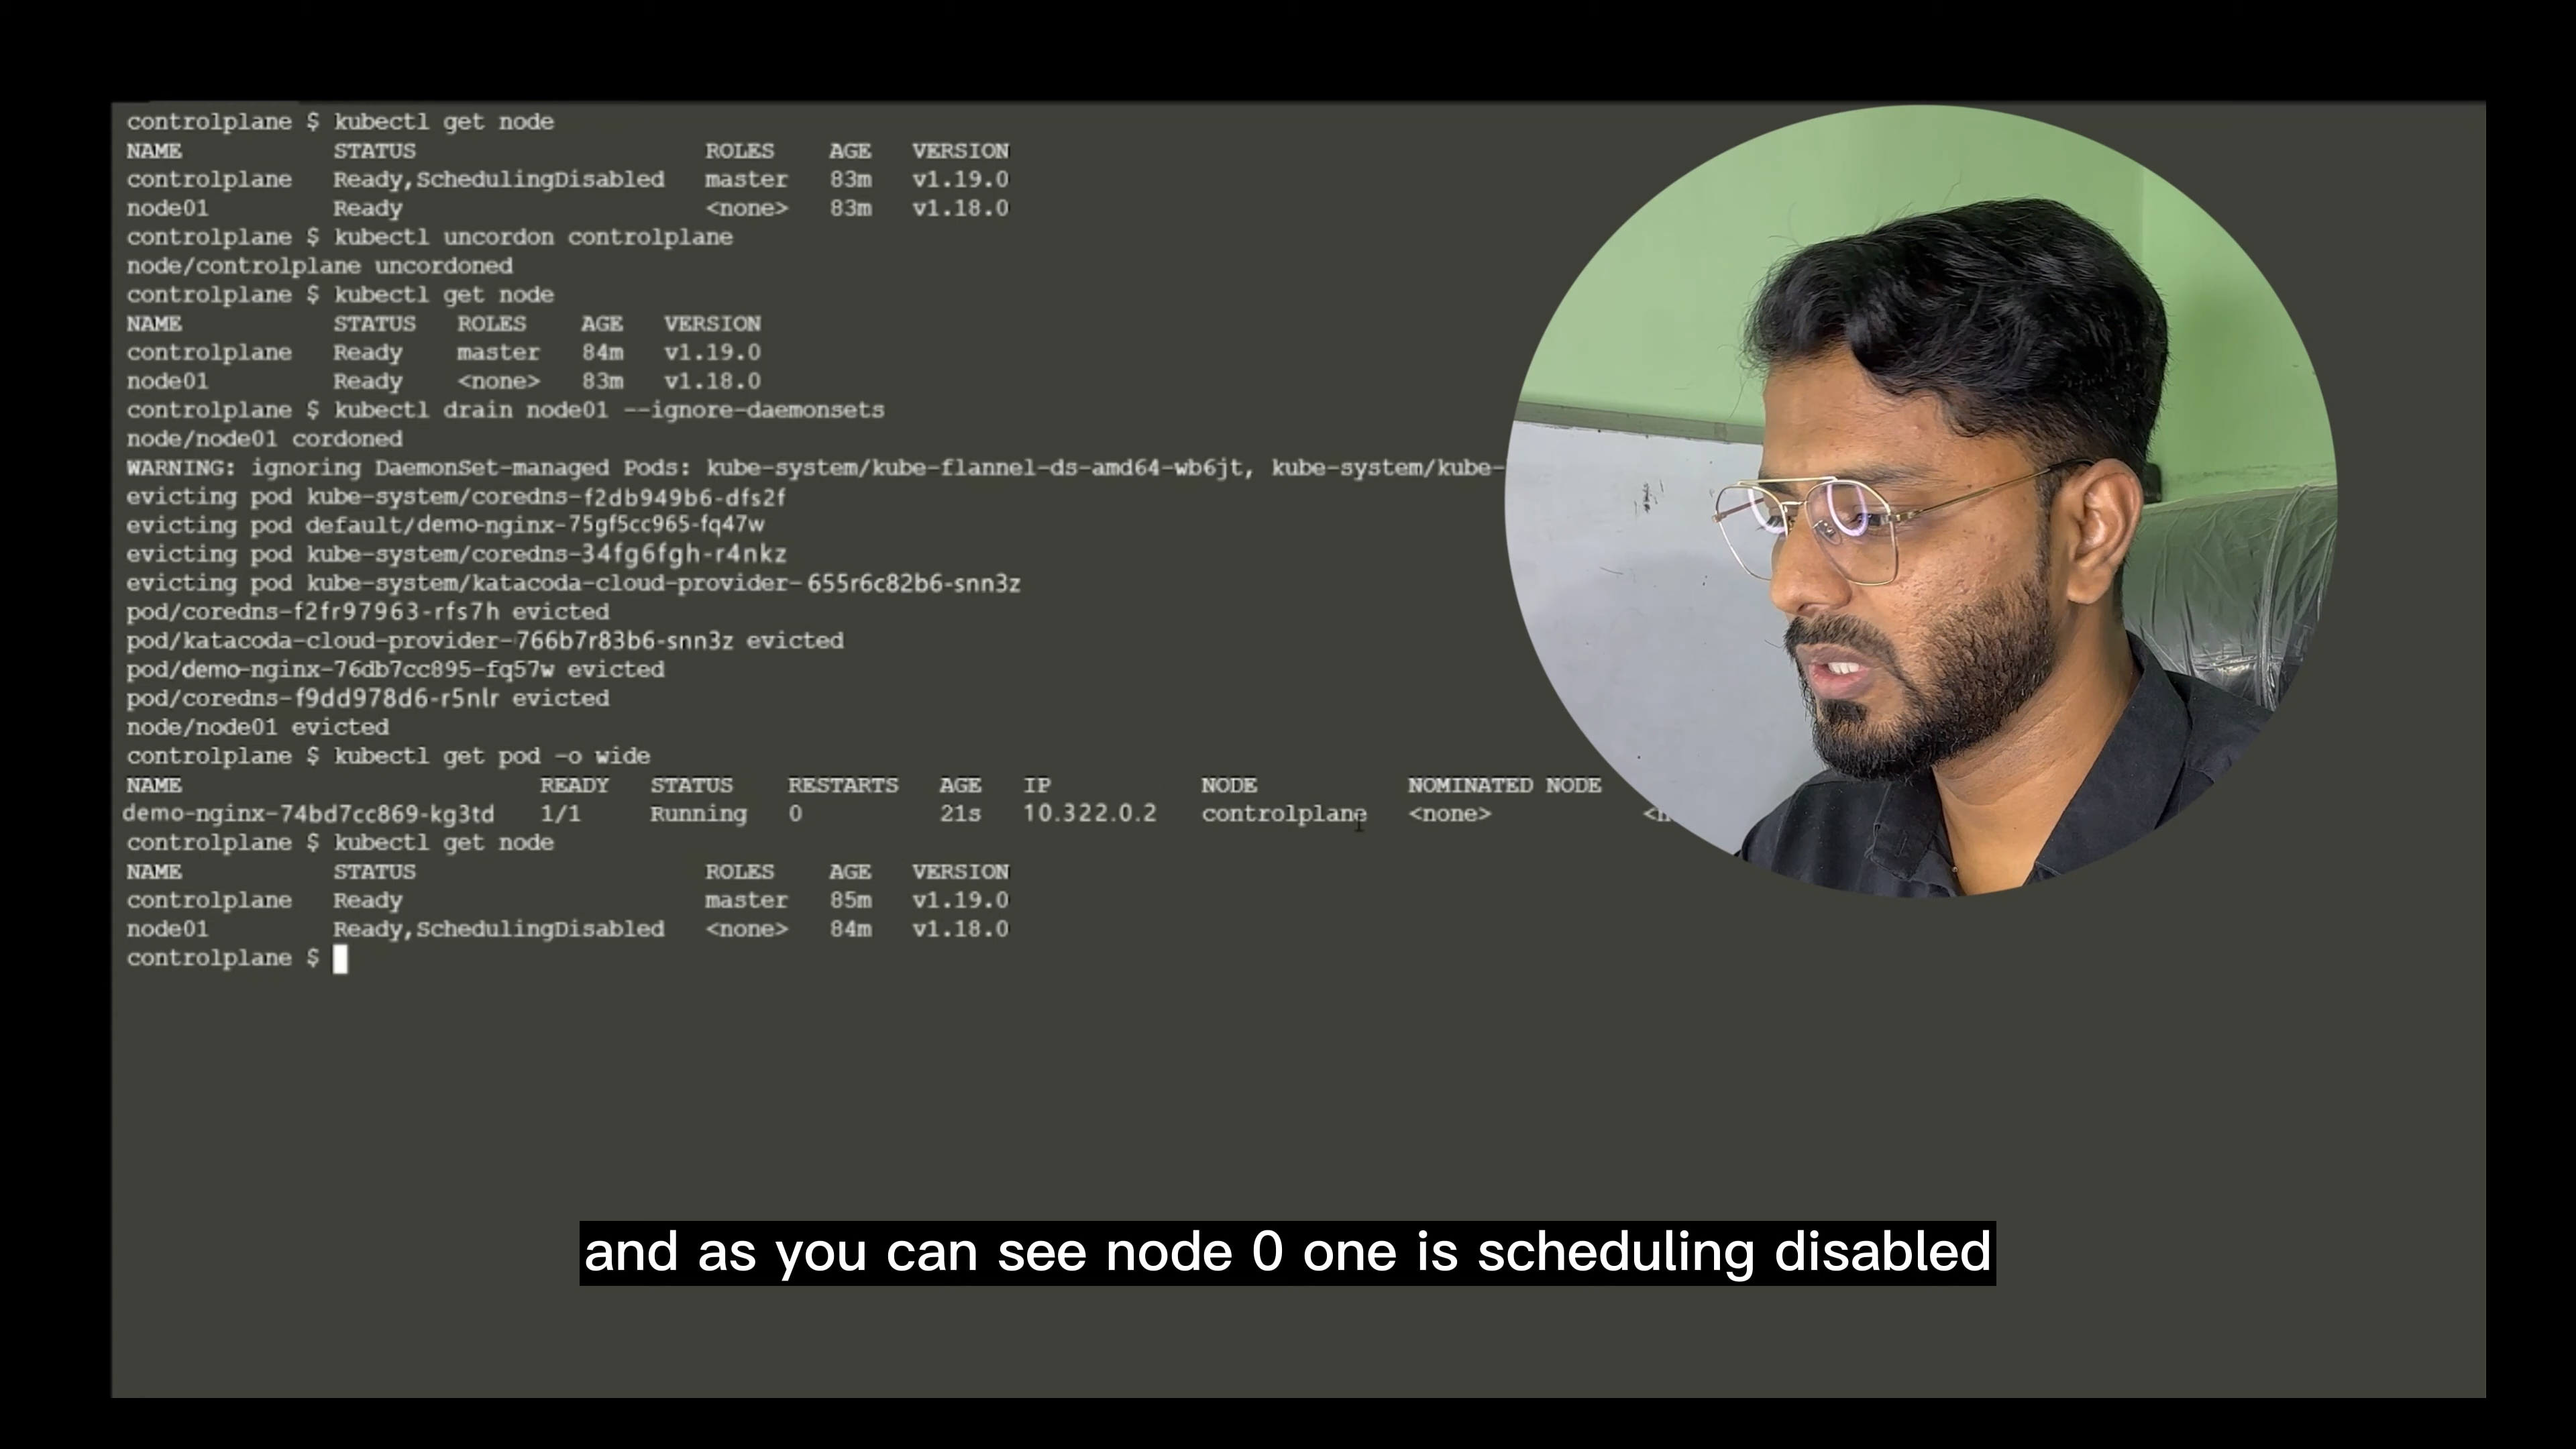 controlplane $ kubectl get node
NAME STATUS ROLES AGE VERSION
controlplane Ready,SchedulingDisabled master 83m v1.19.0
node01 Ready <none> 83m v1.18.0
controlplane $ kubectl uncordon controlplane
node/controlplane uncordoned
controlplane $ kubectl get node
NAME STATUS ROLES AGE VERSION
controlplane Ready master 84m v1.19.0
node01 Ready <none> 83m v1.18.0
controlplane $ kubectl drain node01 --ignore-daemonsets
node/node01 cordoned
WARNING: ignoring DaemonSet-managed Pods: kube-system/kube-flannel-ds-amd64-wb6jt, kube-system/kube-
evicting pod kube-system/coredns-f2db949b6-dfs2f
evicting pod default/demo-nginx-75gf5cc965-fq47w
evicting pod kube-system/coredns-34fg6fgh-r4nkz
evicting pod kube-system/katacoda-cloud-provider-655r6c82b6-snn3z
pod/coredns-f2fr97963-rfs7h evicted
pod/katacoda-cloud-provider-766b7r83b6-snn3z evicted
pod/demo-nginx-76db7cc895-fq57w evicted
pod/coredns-f9dd978d6-r5nlr evicted
node/node01 evicted
controlplane $ kubectl get pod -o wide
NAME READY STATUS RESTARTS AGE IP NODE NOMINATED NODE
demo-nginx-74bd7cc869-kg3td 1/1 Running 0 21s 10.322.0.2 controlplane <none> <n
controlplane $ kubectl get node
NAME STATUS ROLES AGE VERSION
controlplane Ready master 85m v1.19.0
node01 Ready,SchedulingDisabled <none> 84m v1.18.0
controlplane $
and as you can see node 0 one is scheduling disabled